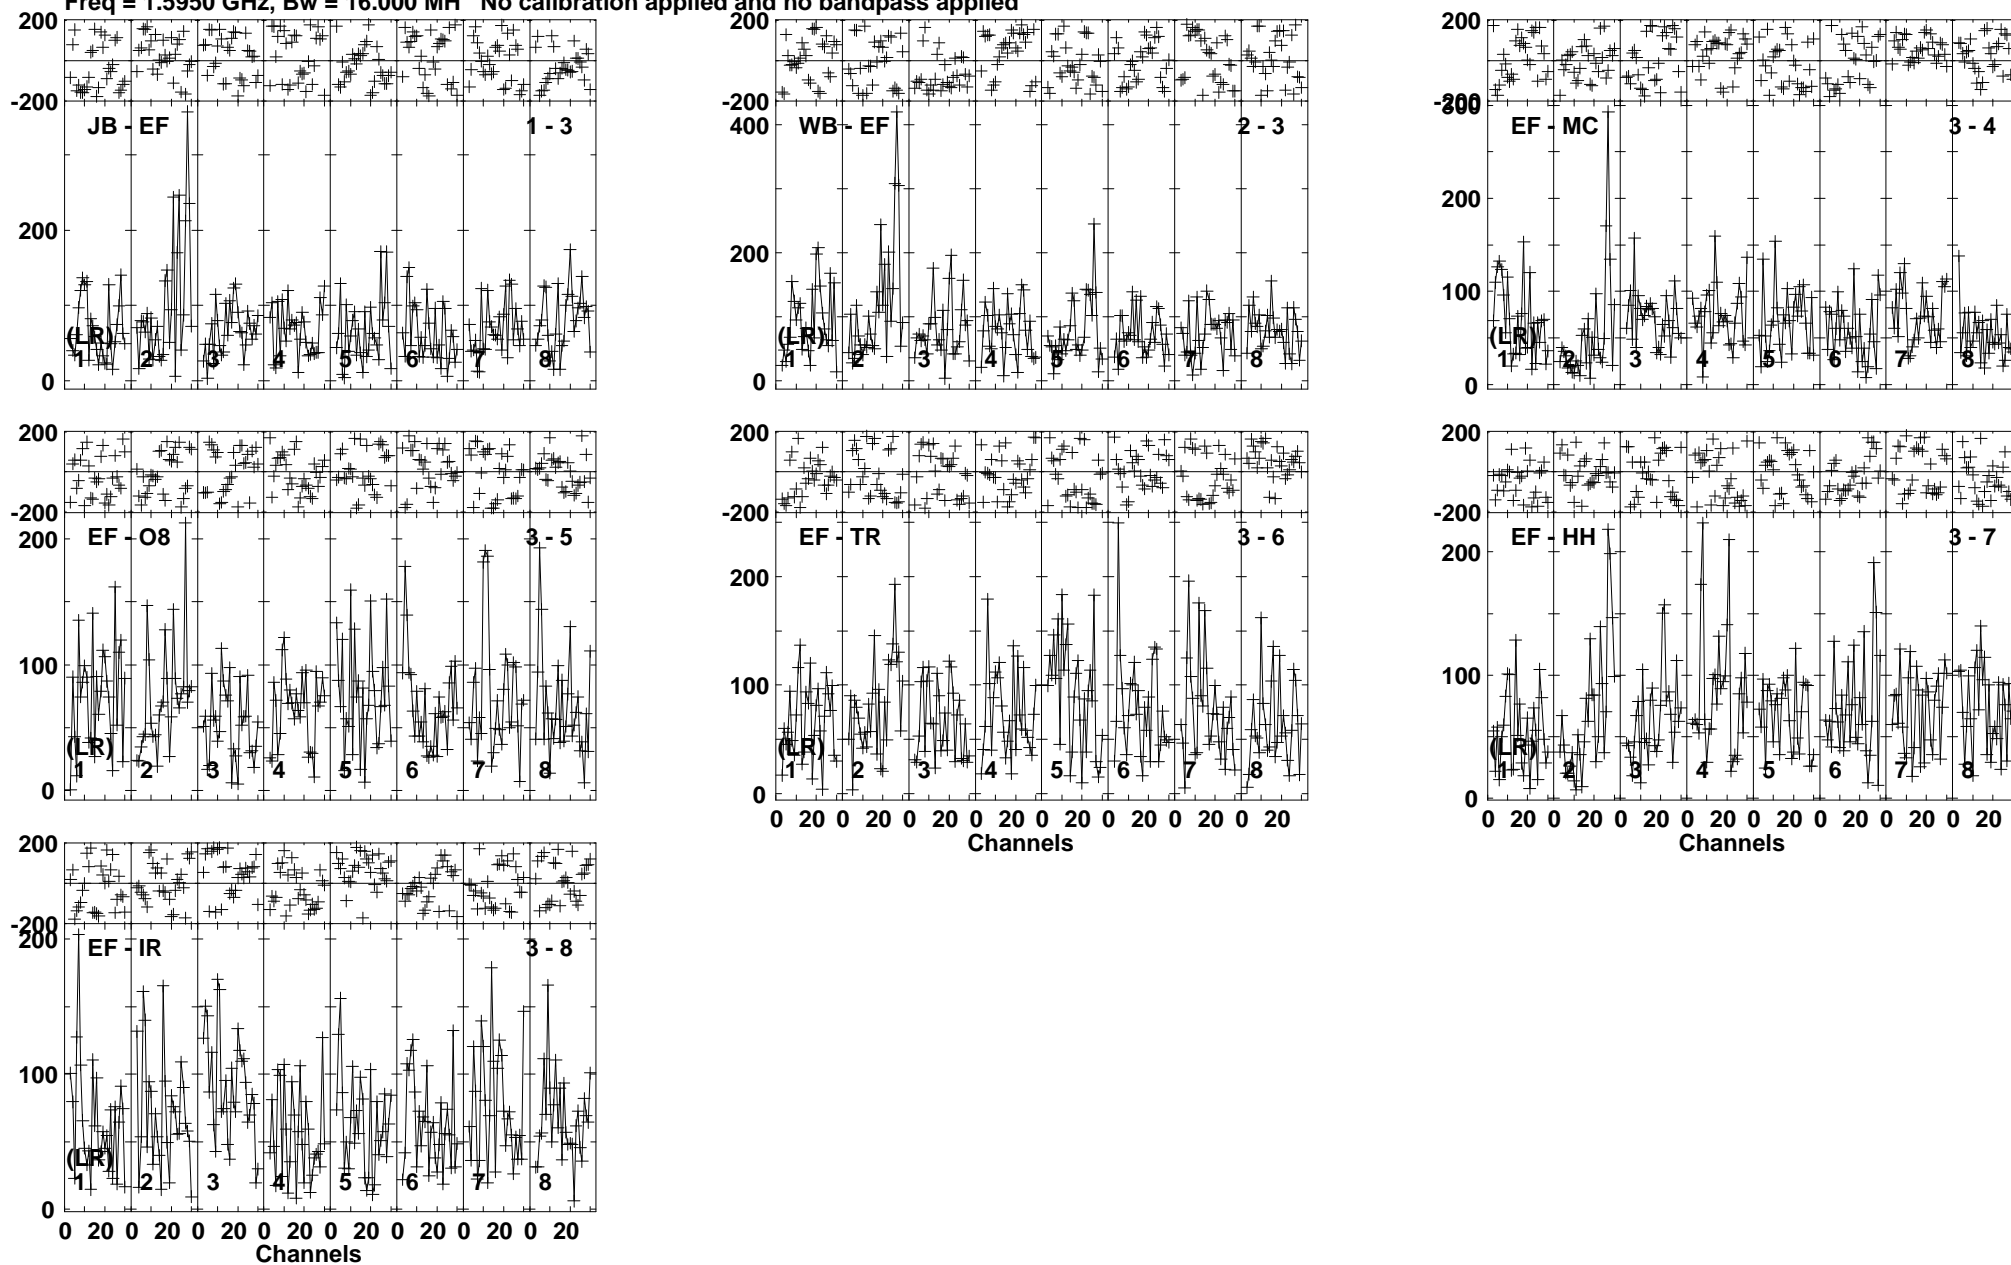 Freq = 1.5950 GHz, Bw = 16.000 MH No calibration applied and no bandpass applied
200
-200
JB - EF 1 - 3
200
(LR)
1 2 3 4 5 6 7 8
0
200
-200
400
WB - EF 2 - 3
200
(LR)
1 2 3 4 5 6 7 8
0
200
-200
300
EF - MC 3 - 4
200
100
(LR)
1 2 3 4 5 6 7 8
0
200
-200
200
EF - O8 3 - 5
100
(LR)
1 2 3 4 5 6 7 8
0
200
-200
EF - TR 3 - 6
200
100
(LR)
1 2 3 4 5 6 7 8
0
0 20 0 20 0 20 0 20 0 20 0 20 0 20 0 20
Channels
200
-200
EF - HH 3 - 7
200
100
(LR)
1 2 3 4 5 6 7 8
0
0 20 0 20 0 20 0 20 0 20 0 20 0 20 0 20
Channels
200
-200
200
EF - IR 3 - 8
100
(LR)
1 2 3 4 5 6 7 8
0
0 20 0 20 0 20 0 20 0 20 0 20 0 20 0 20
Channels